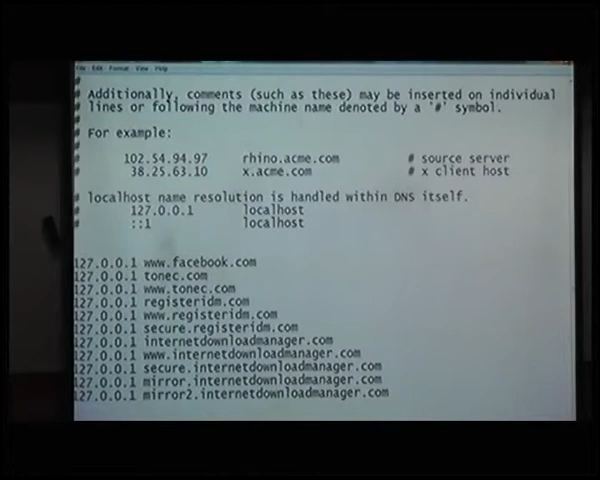 File Edit Format View Help
#
# Additionally, comments (such as these) may be inserted on individual
# lines or following the machine name denoted by a '#' symbol.
#
# For example:
#
# 102.54.94.97 rhino.acme.com # source server
# 38.25.63.10 x.acme.com # x client host

# localhost name resolution is handled within DNS itself.
# 127.0.0.1 localhost
# ::1 localhost
127.0.0.1 www.facebook.com
127.0.0.1 tonec.com
127.0.0.1 www.tonec.com
127.0.0.1 registeridm.com
127.0.0.1 www.registeridm.com
127.0.0.1 secure.registeridm.com
127.0.0.1 internetdownloadmanager.com
127.0.0.1 www.internetdownloadmanager.com
127.0.0.1 secure.internetdownloadmanager.com
127.0.0.1 mirror.internetdownloadmanager.com
127.0.0.1 mirror2.internetdownloadmanager.com